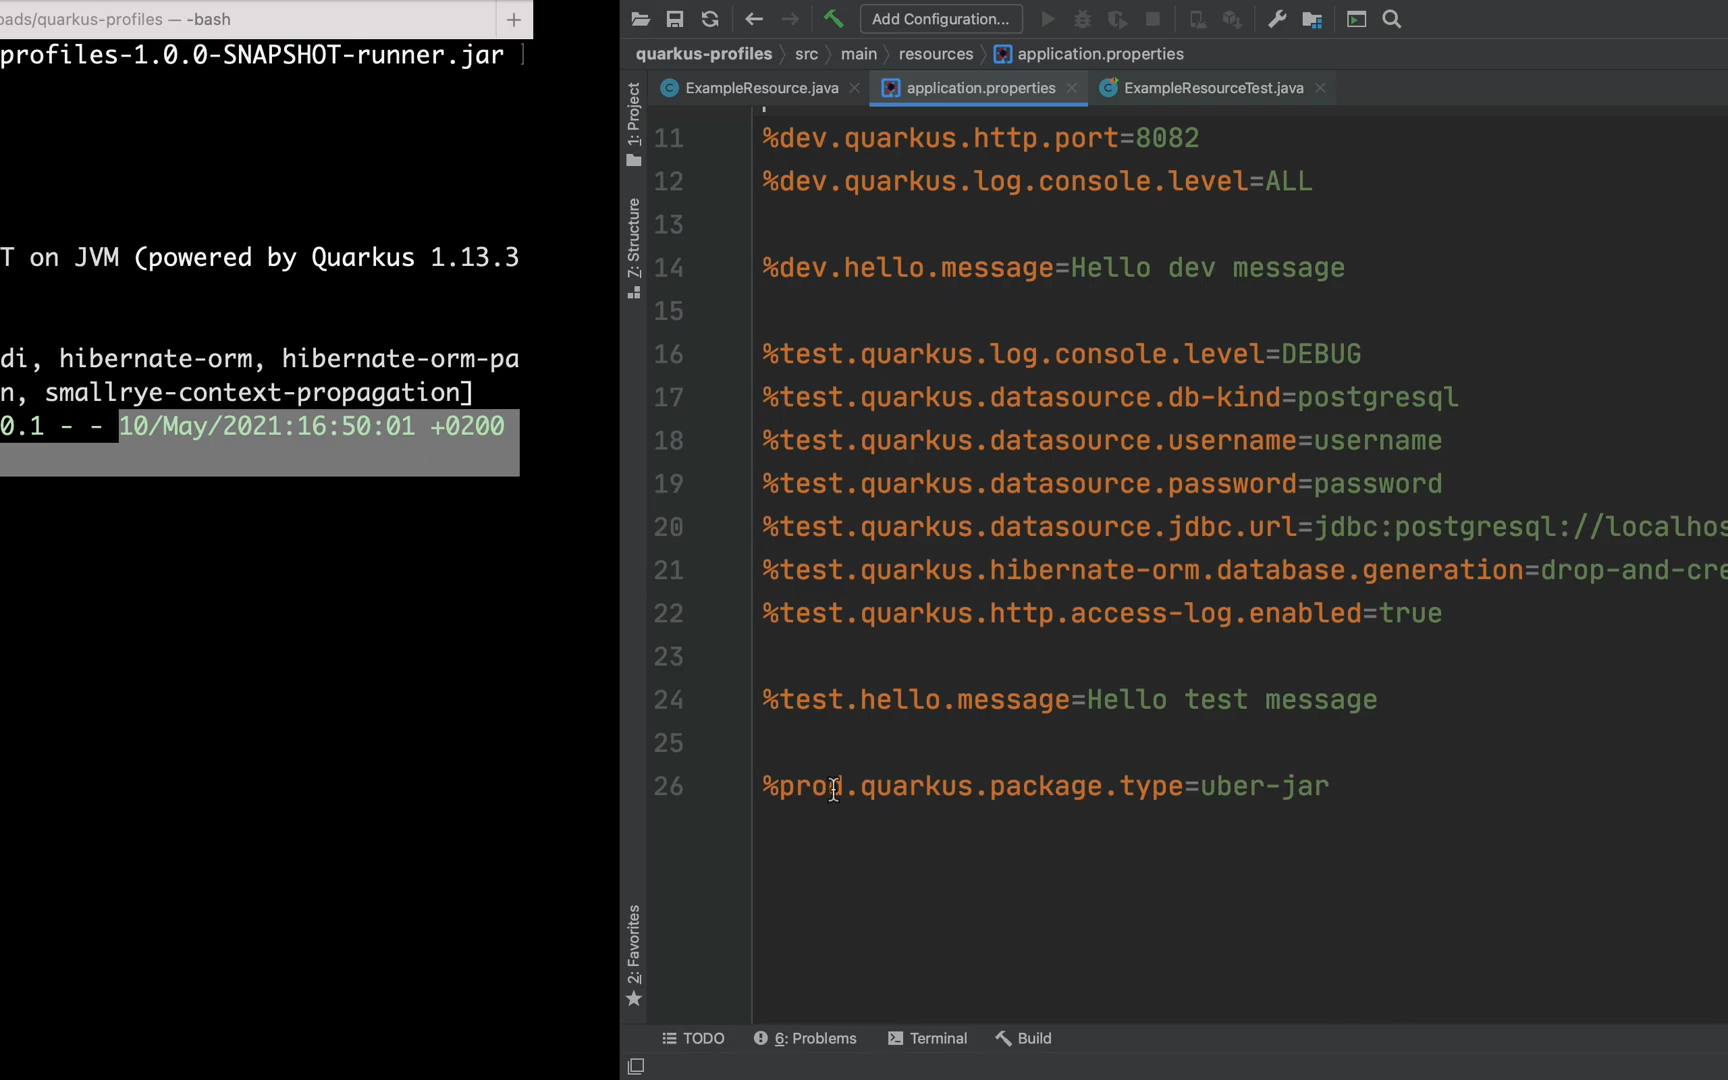 oads/quarkus-profiles — -bash
+
profiles-1.0.0-SNAPSHOT-runner.jar ]
T on JVM (powered by Quarkus 1.13.3
di, hibernate-orm, hibernate-orm-pa
n, smallrye-context-propagation]
0.1 - - 10/May/2021:16:50:01 +0200
Add Configuration...
quarkus-profiles
src
main
resources
application.properties
ExampleResource.java
application.properties
ExampleResourceTest.java
1: Project
7: Structure
2: Favorites
11 %dev.quarkus.http.port=8082
12 %dev.quarkus.log.console.level=ALL
13
14 %dev.hello.message=Hello dev message
15
16 %test.quarkus.log.console.level=DEBUG
17 %test.quarkus.datasource.db-kind=postgresql
18 %test.quarkus.datasource.username=username
19 %test.quarkus.datasource.password=password
20 %test.quarkus.datasource.jdbc.url=jdbc:postgresql://localhos
21 %test.quarkus.hibernate-orm.database.generation=drop-and-cre
22 %test.quarkus.http.access-log.enabled=true
23
24 %test.hello.message=Hello test message
25
26 %prod.quarkus.package.type=uber-jar
TODO
6: Problems
Terminal
Build